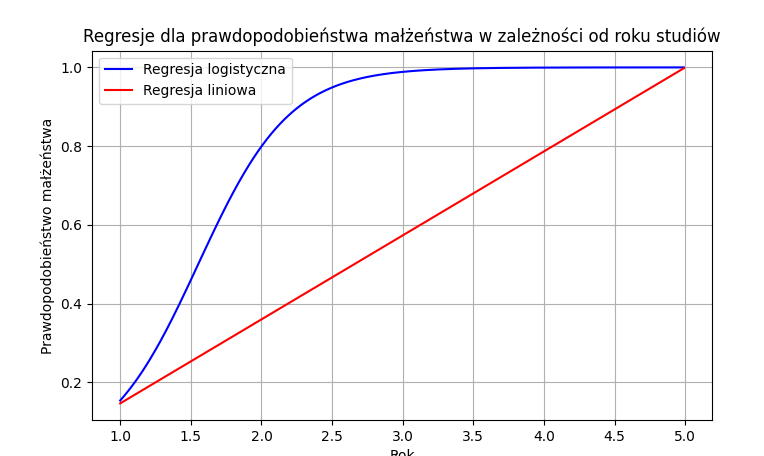 Regresje dla prawdopodobieństwa małżeństwa w zależności od roku studiów
Regresja logistyczna
Regresja liniowa
Prawdopodobieństwo małżeństwa
1.0
0.8
0.6
0.4
0.2
1.0 1.5 2.0 2.5 3.0 3.5 4.0 4.5 5.0
Rok